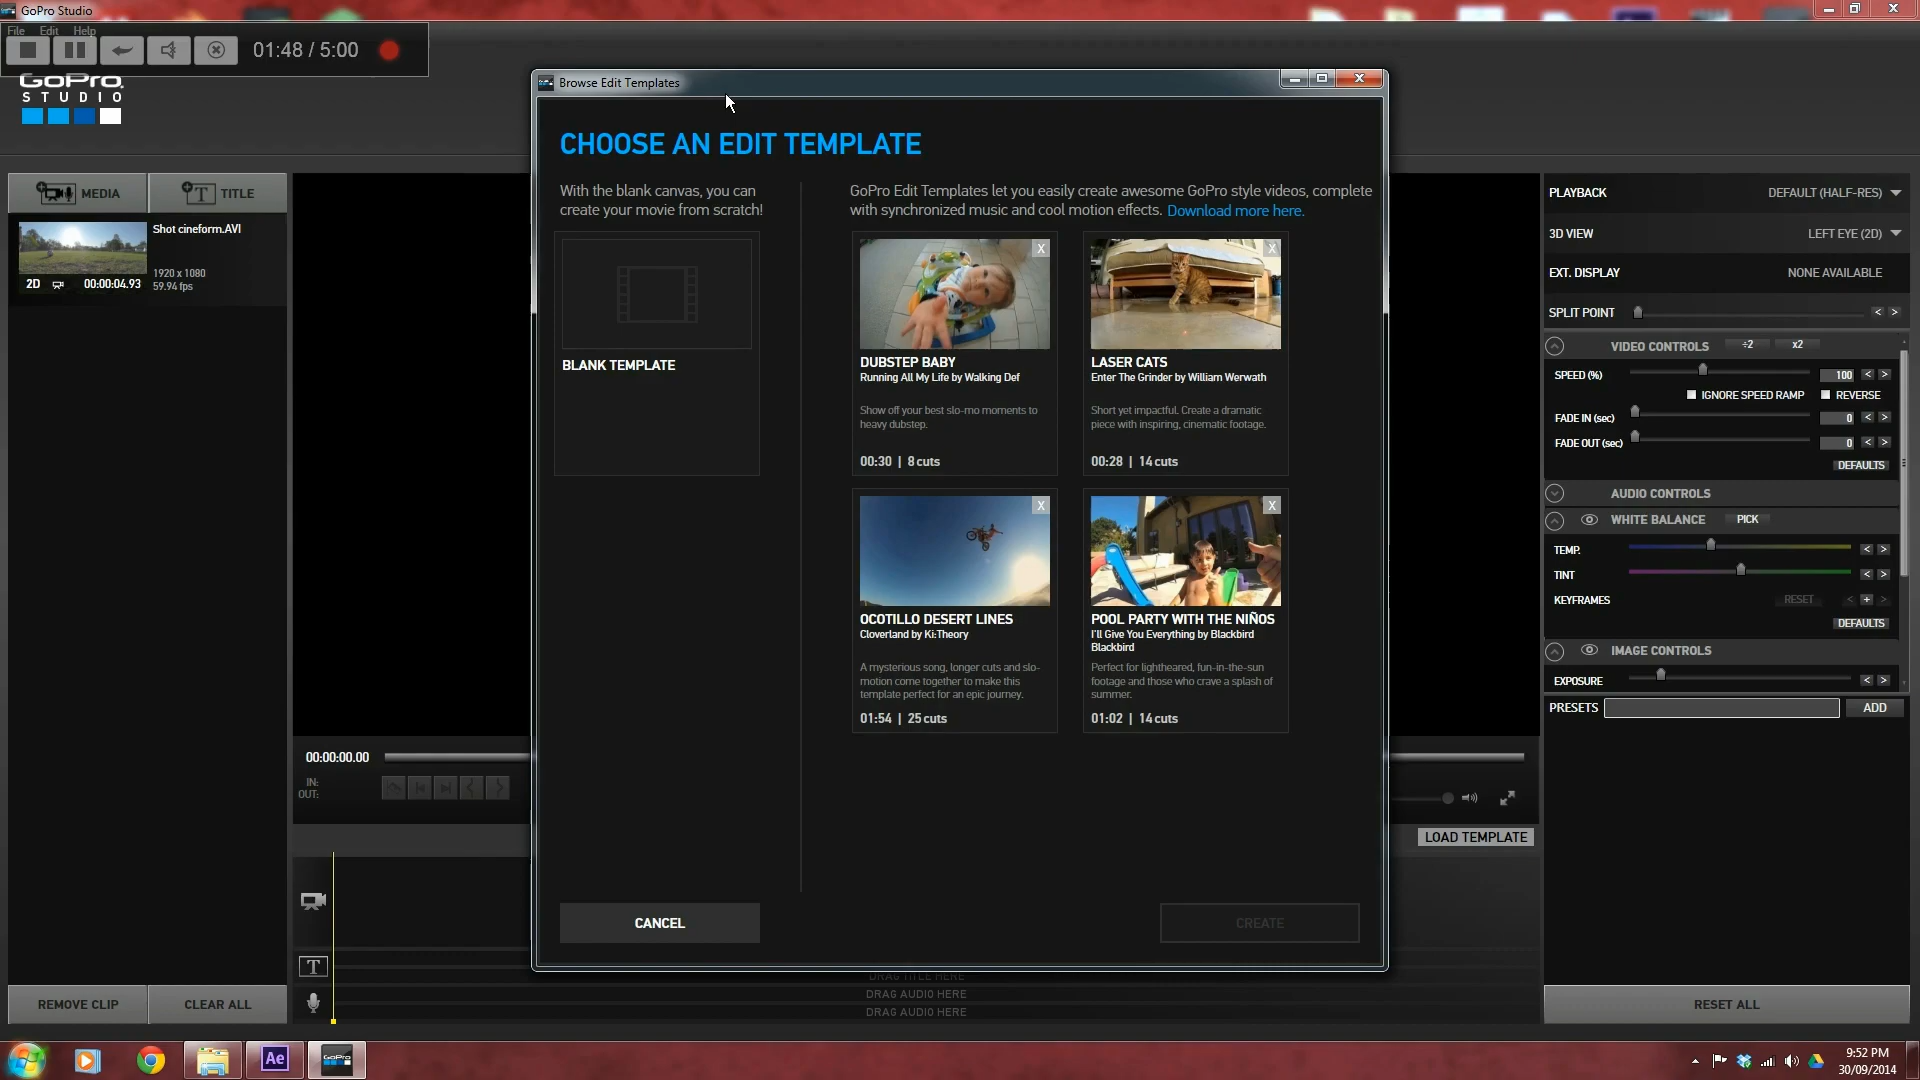 GoPro Studio
File Edit Help
01:48 / 5:00
GoPro.
STUDIO
MEDIA
TITLE
Shot cineform.AVI
1920 x 1080
59.94 fps
2D 00:00:04.93
REMOVE CLIP
CLEAR ALL
Browse Edit Templates
CHOOSE AN EDIT TEMPLATE
With the blank canvas, you can
create your movie from scratch!
BLANK TEMPLATE
GoPro Edit Templates let you easily create awesome GoPro style videos, complete
with synchronized music and cool motion effects. Download more here.
X
DUBSTEP BABY
Running All My Life by Walking Def
Show off your best slo-mo moments to
heavy dubstep.
00:30 | 8 cuts
X
LASER CATS
Enter The Grinder by William Werwath
Short yet impactful. Create a dramatic
piece with inspiring, cinematic footage.
00:28 | 14 cuts
X
OCOTILLO DESERT LINES
Cloverland by Ki:Theory
A mysterious song, longer cuts and slo-
motion come together to make this
template perfect for an epic journey.
01:54 | 25 cuts
X
POOL PARTY WITH THE NIÑOS
I'll Give You Everything by Blackbird
Blackbird
Perfect for lightheared, fun-in-the-sun
footage and those who crave a splash of
summer.
01:02 | 14 cuts
CANCEL
CREATE
00:00:00.00
IN:
OUT:
LOAD TEMPLATE
T
DRAG TITLE HERE
DRAG AUDIO HERE
DRAG AUDIO HERE
PLAYBACK DEFAULT (HALF-RES)
3D VIEW LEFT EYE (2D)
EXT. DISPLAY NONE AVAILABLE
SPLIT POINT < >
VIDEO CONTROLS ÷2 x2
SPEED (%) 100 < >
IGNORE SPEED RAMP REVERSE
FADE IN (sec) 0 < >
FADE OUT (sec) 0 < >
DEFAULTS
AUDIO CONTROLS
WHITE BALANCE PICK
TEMP. < >
TINT < >
KEYFRAMES RESET < + >
DEFAULTS
IMAGE CONTROLS
EXPOSURE < >
PRESETS ADD
RESET ALL
Ae
GoPro
9:52 PM
30/09/2014